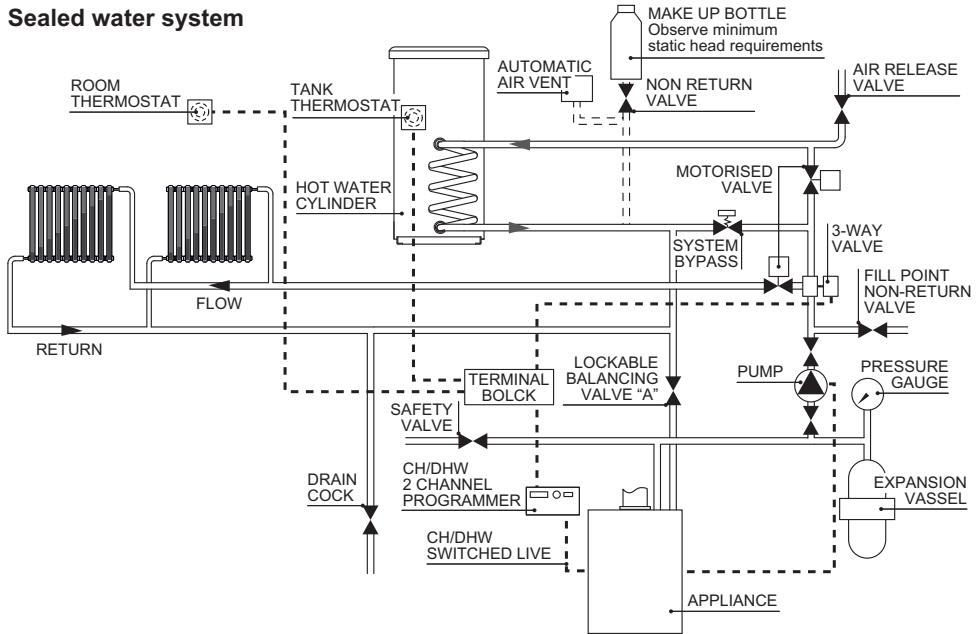 Sealed water system
MAKE UP BOTTLE
Observe minimum
static head requirements
AUTOMATIC
AIR VENT
NON RETURN
VALVE
AIR RELEASE
VALVE
ROOM
THERMOSTAT
TANK
THERMOSTAT
MOTORISED
VALVE
HOT WATER
CYLINDER
SYSTEM
BYPASS
3-WAY
VALVE
FLOW
FILL POINT
NON-RETURN
VALVE
RETURN
LOCKABLE
BALANCING
VALVE “A”
PUMP
PRESSURE
GAUGE
TERMINAL
BOLCK
SAFETY
VALVE
DRAIN
COCK
CH/DHW
2 CHANNEL
PROGRAMMER
EXPANSION
VESSEL
CH/DHW
SWITCHED LIVE
APPLIANCE